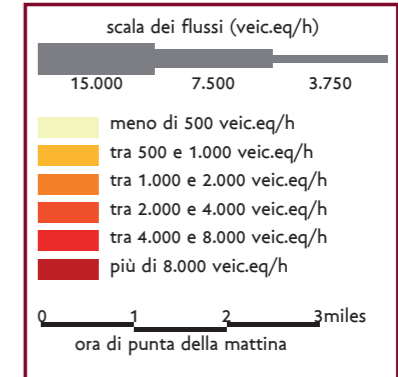 scala dei flussi (veic.eq/h)
15.000 7.500 3.750
meno di 500 veic.eq/h
tra 500 e 1.000 veic.eq/h
tra 1.000 e 2.000 veic.eq/h
tra 2.000 e 4.000 veic.eq/h
tra 4.000 e 8.000 veic.eq/h
più di 8.000 veic.eq/h
0 1 2 3miles
ora di punta della mattina